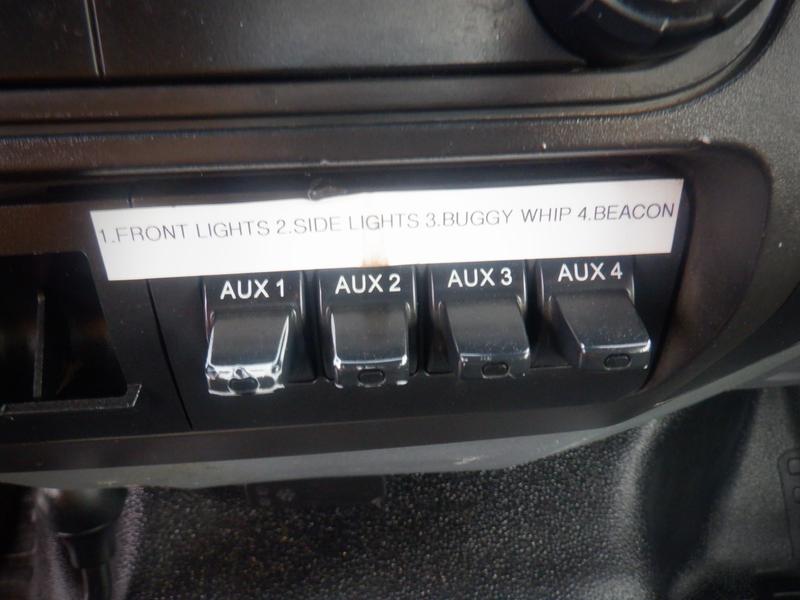 1.FRONT LIGHTS 2.SIDE LIGHTS 3.BUGGY WHIP 4.BEACON
AUX 1 AUX 2 AUX 3 AUX 4